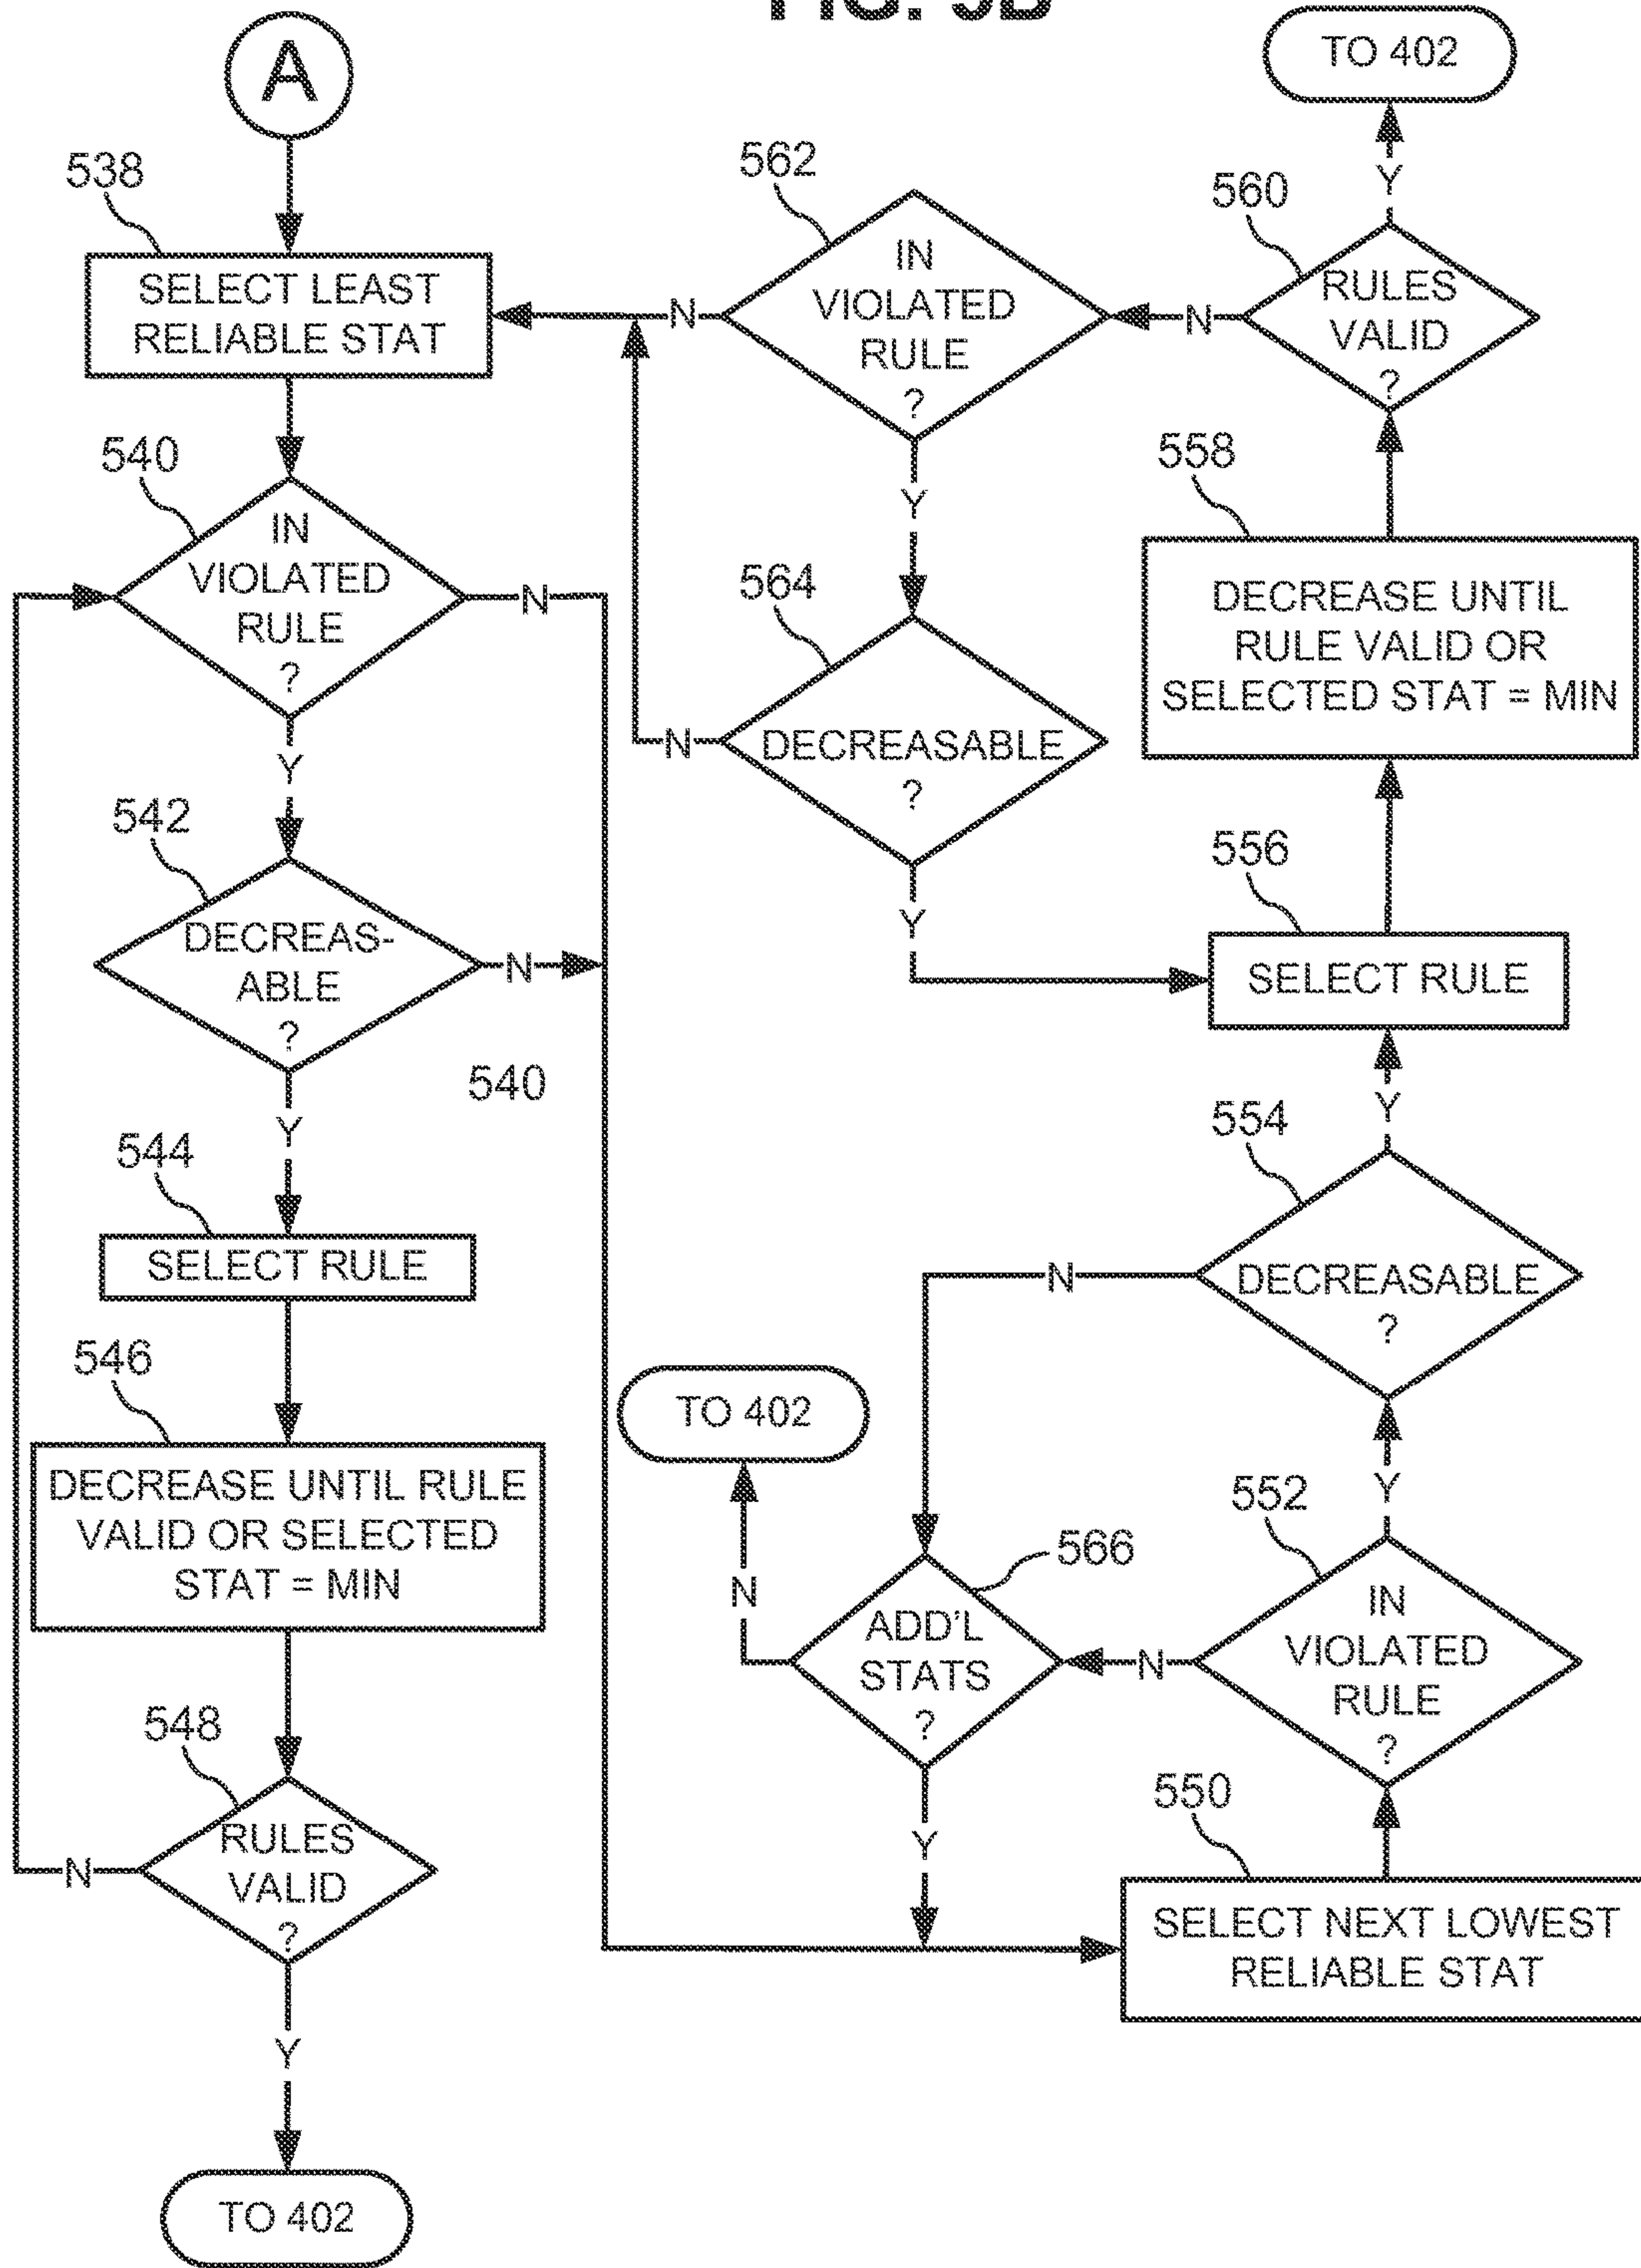 A
538
SELECT LEAST
RELIABLE STAT
540
IN
VIOLATED
RULE
?
N
Y
542
DECREAS-
ABLE
?
N
540
Y
544
SELECT RULE
546
DECREASE UNTIL RULE
VALID OR SELECTED
STAT = MIN
548
RULES
VALID
?
N
Y
TO 402
562
IN
VIOLATED
RULE
?
N
Y
564
DECREASABLE
?
N
Y
TO 402
Y
560
RULES
VALID
?
N
558
DECREASE UNTIL
RULE VALID OR
SELECTED STAT = MIN
556
SELECT RULE
Y
554
DECREASABLE
?
N
TO 402
N
566
ADD'L
STATS
?
Y
Y
552
IN
VIOLATED
RULE
?
N
550
SELECT NEXT LOWEST
RELIABLE STAT